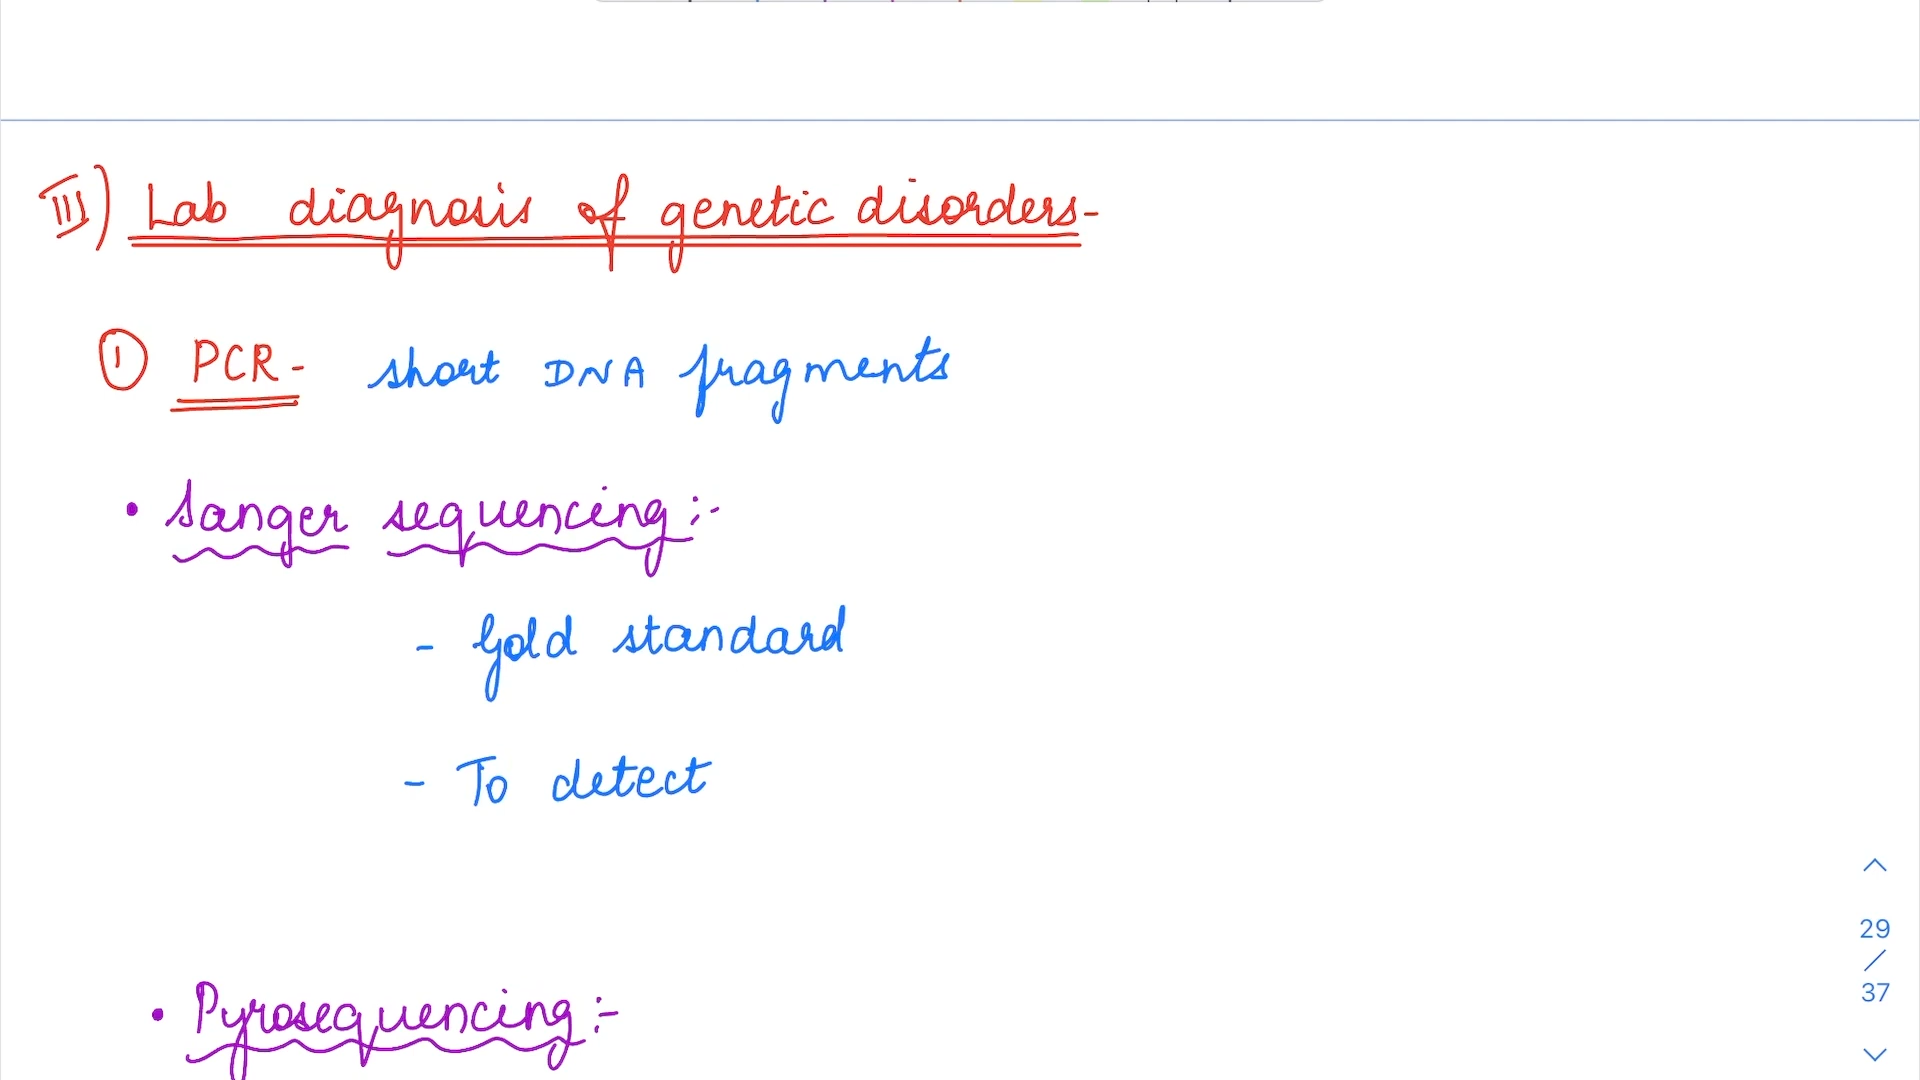 III) Lab diagnosis of genetic disorders-
① PCR- short DNA fragments
• Sanger sequencing:-
- Gold standard
- To detect
• Pyrosequencing:-
29
/
37